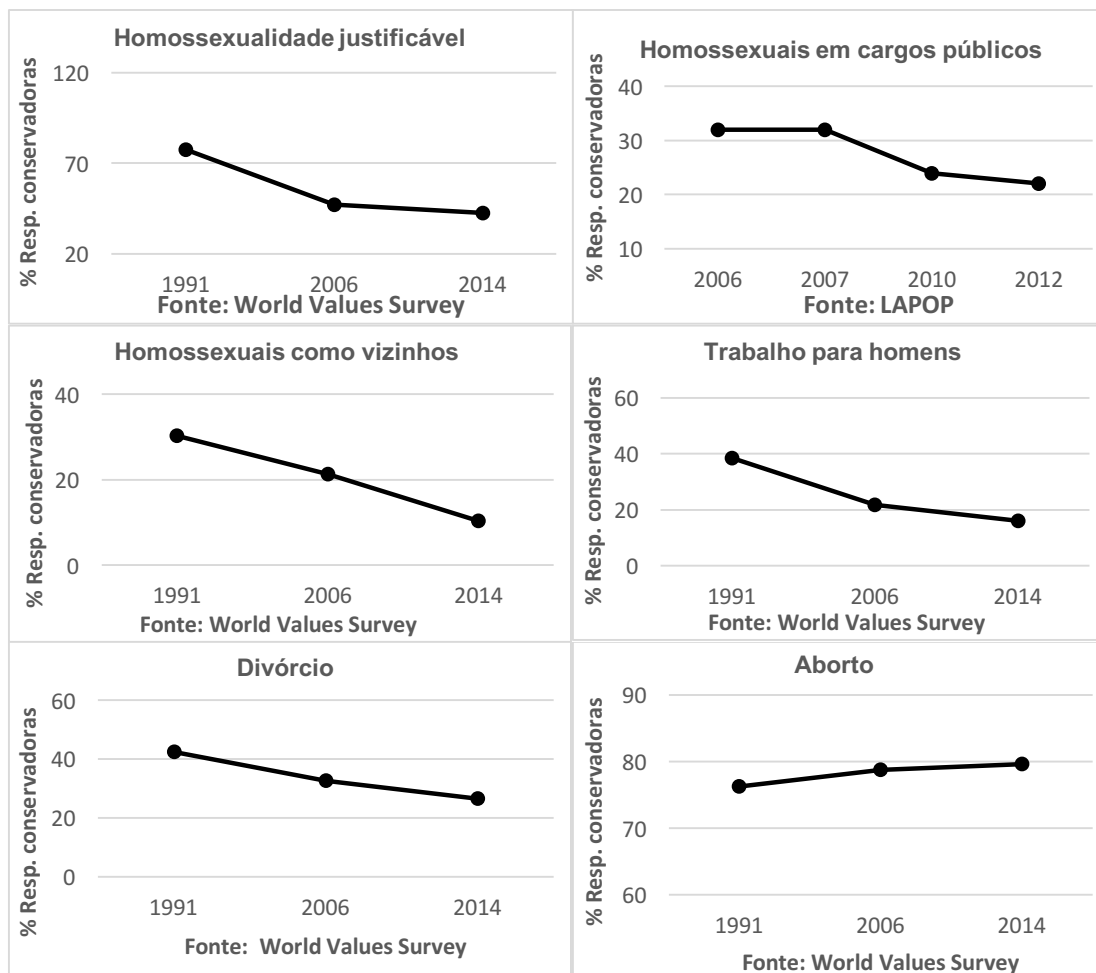 Homossexualidade justificável
% Resp. conservadoras
120
70
20
1991 2006 2014
Fonte: World Values Survey
Homossexuais em cargos públicos
% Resp. conservadoras
40
30
20
10
2006 2007 2010 2012
Fonte: LAPOP
Homossexuais como vizinhos
% Resp. conservadoras
40
20
0
1991 2006 2014
Fonte: World Values Survey
Trabalho para homens
% Resp. conservadoras
60
40
20
0
1991 2006 2014
Fonte: World Values Survey
Divórcio
% Resp. conservadoras
60
40
20
0
1991 2006 2014
Fonte: World Values Survey
Aborto
% Resp. conservadoras
90
80
70
60
1991 2006 2014
Fonte: World Values Survey